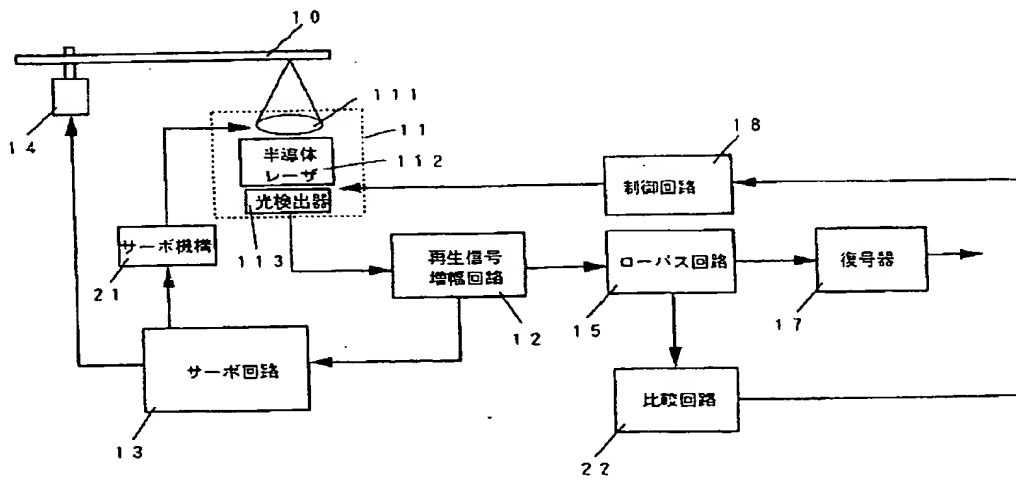 10
111
11
14
半導体
レーザ
112
18
制御回路
光検出器
113
サーボ機構
21
再生信号
増幅回路
12
ローパス回路
15
復号器
17
サーボ回路
13
比較回路
22